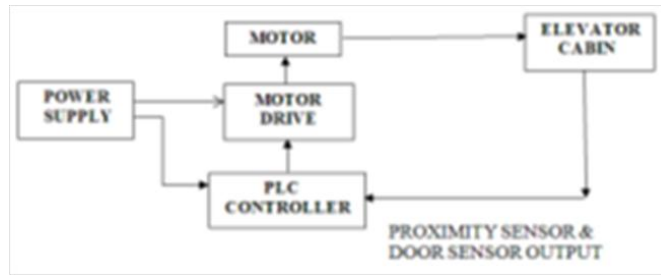 MOTOR
ELEVATOR
CABIN
POWER
SUPPLY
MOTOR
DRIVE
PLC
CONTROLLER
PROXIMITY SENSOR &
DOOR SENSOR OUTPUT